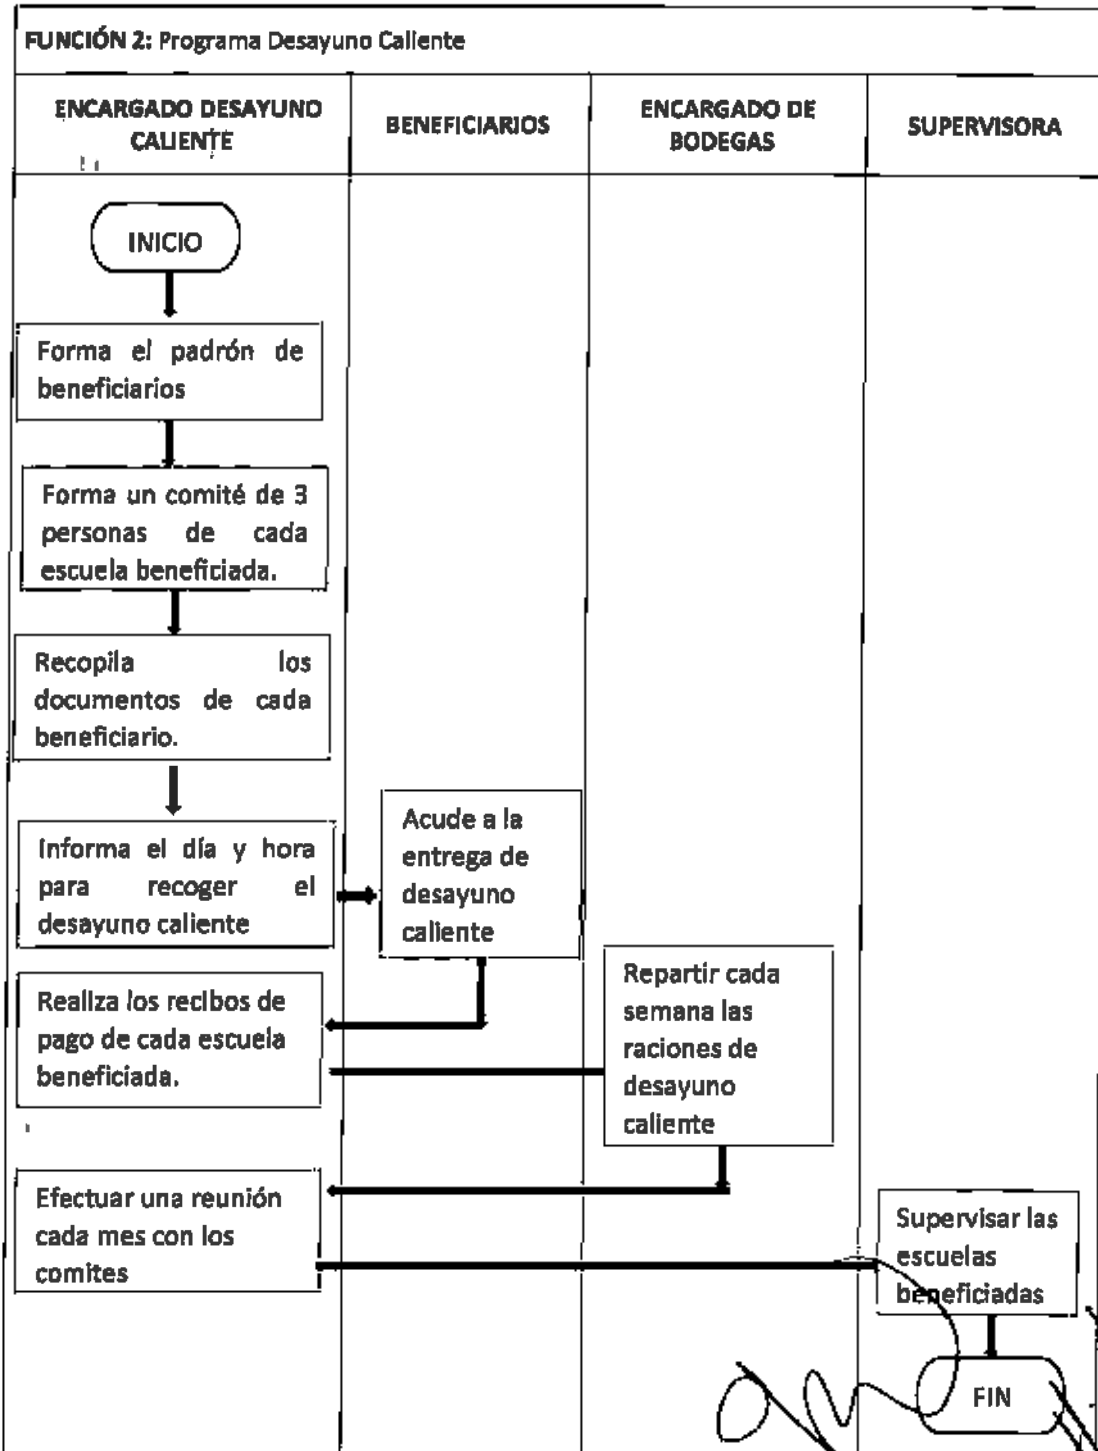 FUNCIÓN 2: Programa Desayuno Caliente
ENCARGADO DESAYUNO
CALIENTE
BENEFICIARIOS
ENCARGADO DE
BODEGAS
SUPERVISORA
INICIO
Forma el padrón de
beneficiarios
Forma un comité de 3
personas de cada
escuela beneficiada.
Recopila los
documentos de cada
beneficiario.
Informa el día y hora
para recoger el
desayuno caliente
Acude a la
entrega de
desayuno
caliente
Realiza los recibos de
pago de cada escuela
beneficiada.
Repartir cada
semana las
raciones de
desayuno
caliente
Efectuar una reunión
cada mes con los
comites
Supervisar las
escuelas
beneficiadas
FIN